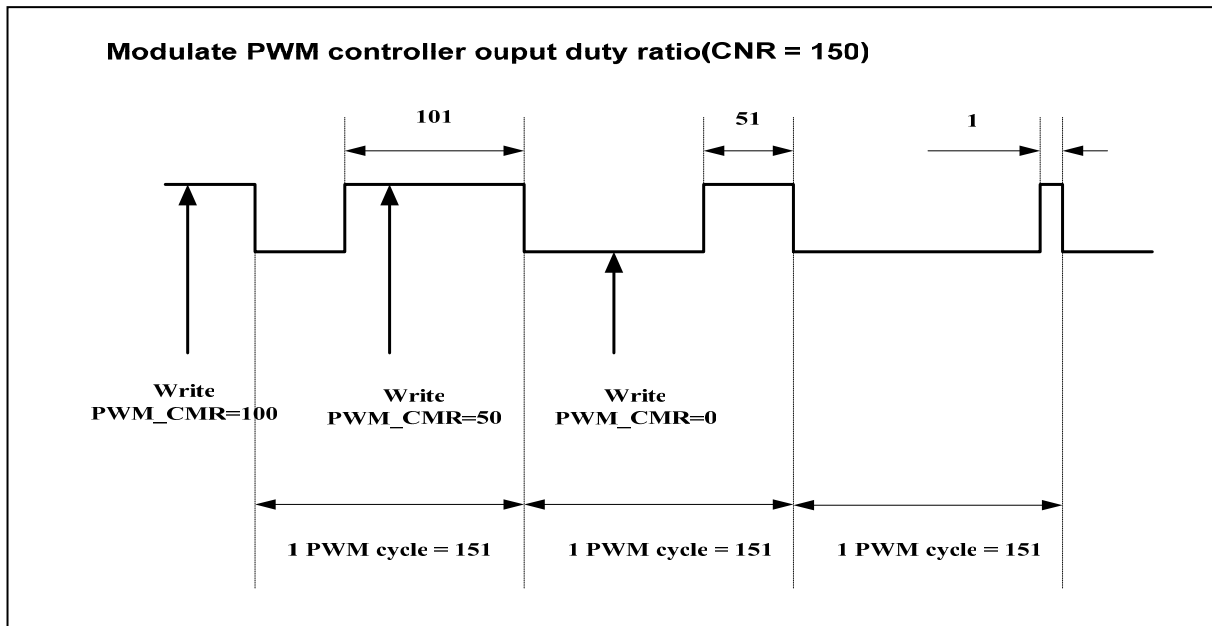 Modulate PWM controller ouput duty ratio(CNR = 150)
101
51
1
Write
PWM_CMR=100
Write
PWM_CMR=50
Write
PWM_CMR=0
1 PWM cycle = 151
1 PWM cycle = 151
1 PWM cycle = 151